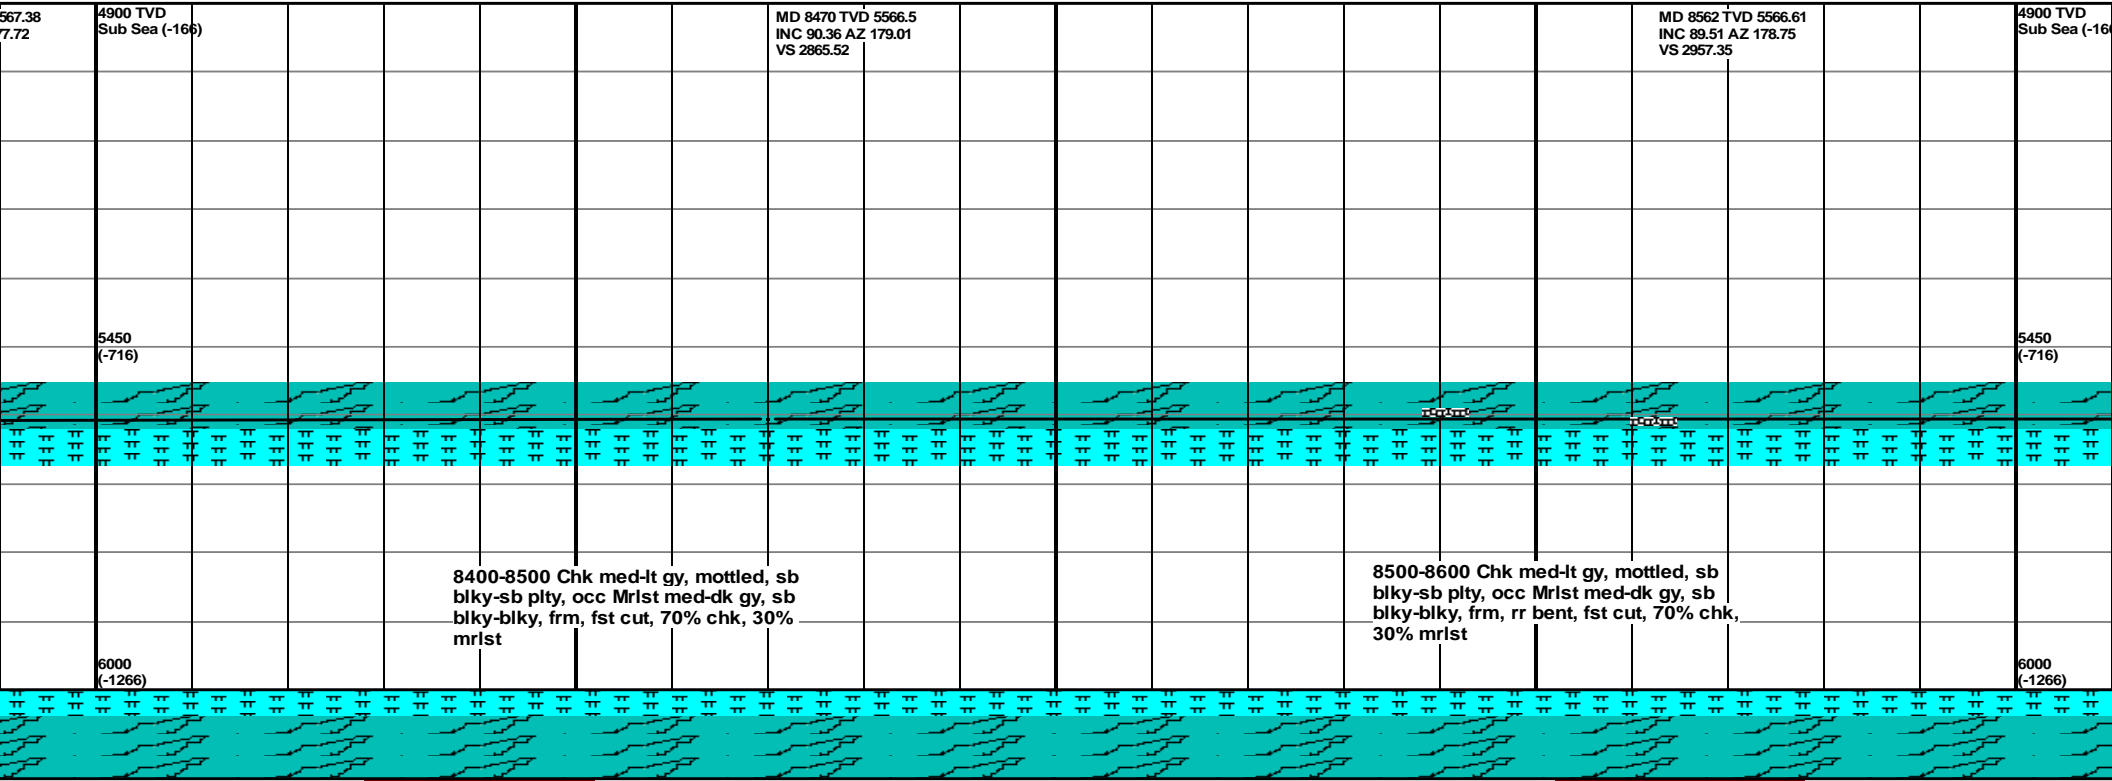 567.38
77.72
4900 TVD
Sub Sea (-166)
MD 8470 TVD 5566.5
INC 90.36 AZ 179.01
VS 2865.52
MD 8562 TVD 5566.61
INC 89.51 AZ 178.75
VS 2957.35
4900 TVD
Sub Sea (-166
5450
(-716)
5450
(-716)
8400-8500 Chk med-lt gy, mottled, sb
blky-sb plty, occ Mrlst med-dk gy, sb
blky-blky, frm, fst cut, 70% chk, 30%
mrlst
8500-8600 Chk med-lt gy, mottled, sb
blky-sb plty, occ Mrlst med-dk gy, sb
blky-blky, frm, rr bent, fst cut, 70% chk,
30% mrlst
6000
(-1266)
6000
(-1266)